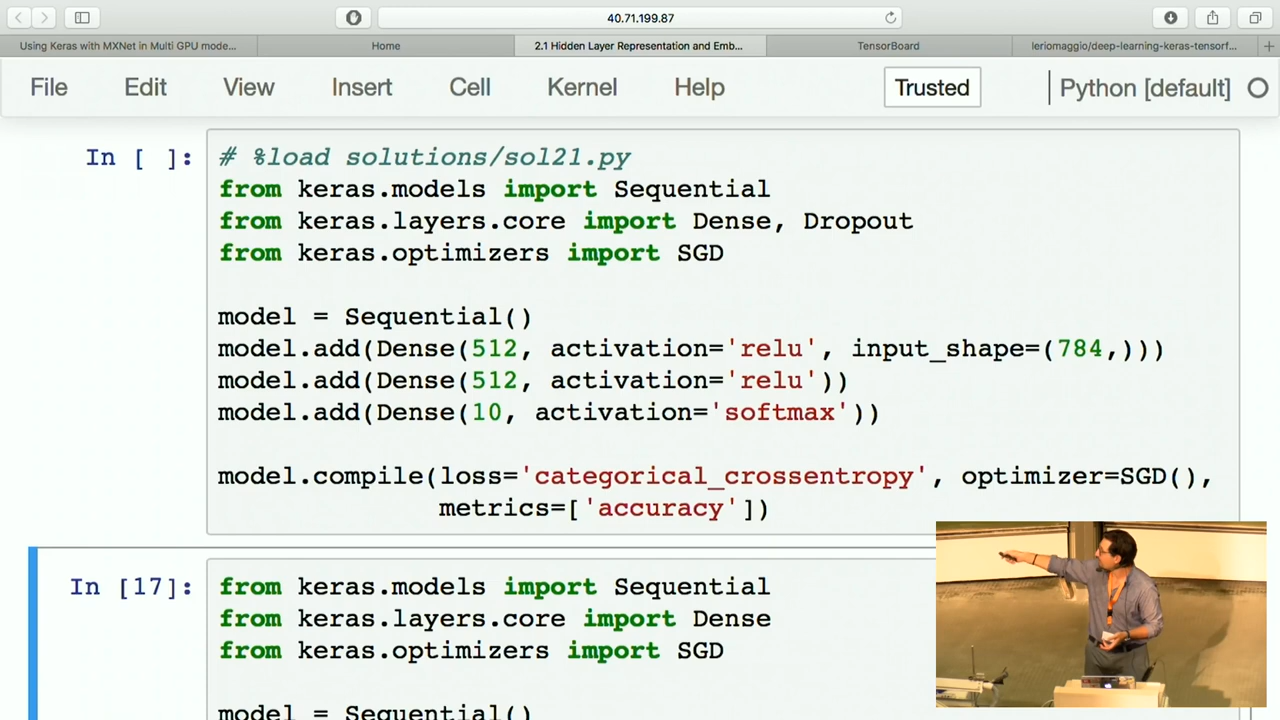 40.71.199.87
Using Keras with MXNet in Multi GPU mode...
Home
2.1 Hidden Layer Representation and Emb...
TensorBoard
leriomaggio/deep-learning-keras-tensorf...
File Edit View Insert Cell Kernel Help Trusted Python [default]
In [ ]:
# %load solutions/sol21.py
from keras.models import Sequential
from keras.layers.core import Dense, Dropout
from keras.optimizers import SGD
model = Sequential()
model.add(Dense(512, activation='relu', input_shape=(784,)))
model.add(Dense(512, activation='relu'))
model.add(Dense(10, activation='softmax'))
model.compile(loss='categorical_crossentropy', optimizer=SGD(),
metrics=['accuracy'])
In [17]:
from keras.models import Sequential
from keras.layers.core import Dense
from keras.optimizers import SGD
model = Sequential()